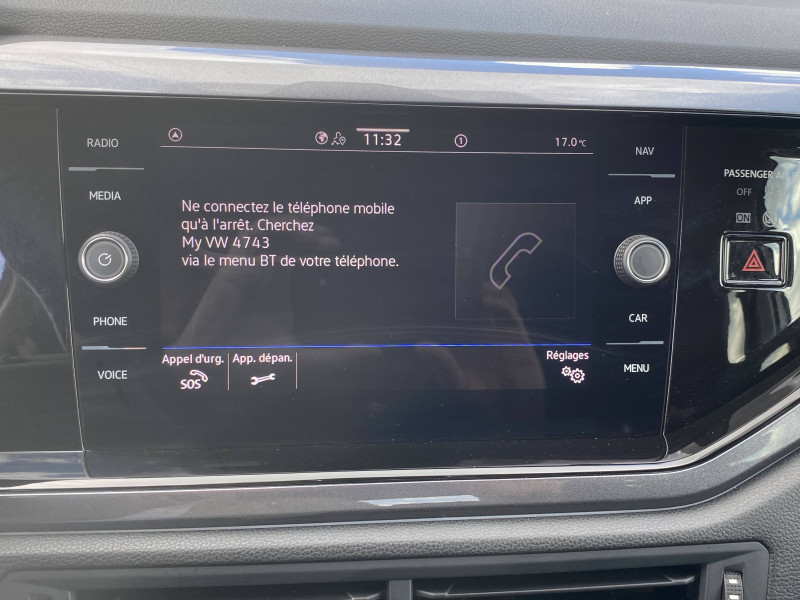 RADIO
MEDIA
PHONE
VOICE
11:32
1
17.0°C
Ne connectez le téléphone mobile
qu'à l'arrêt. Cherchez
My VW 4743
via le menu BT de votre téléphone.
Appel d'urg.
SOS
App. dépan.
Réglages
NAV
APP
CAR
MENU
PASSENGER
OFF
ON